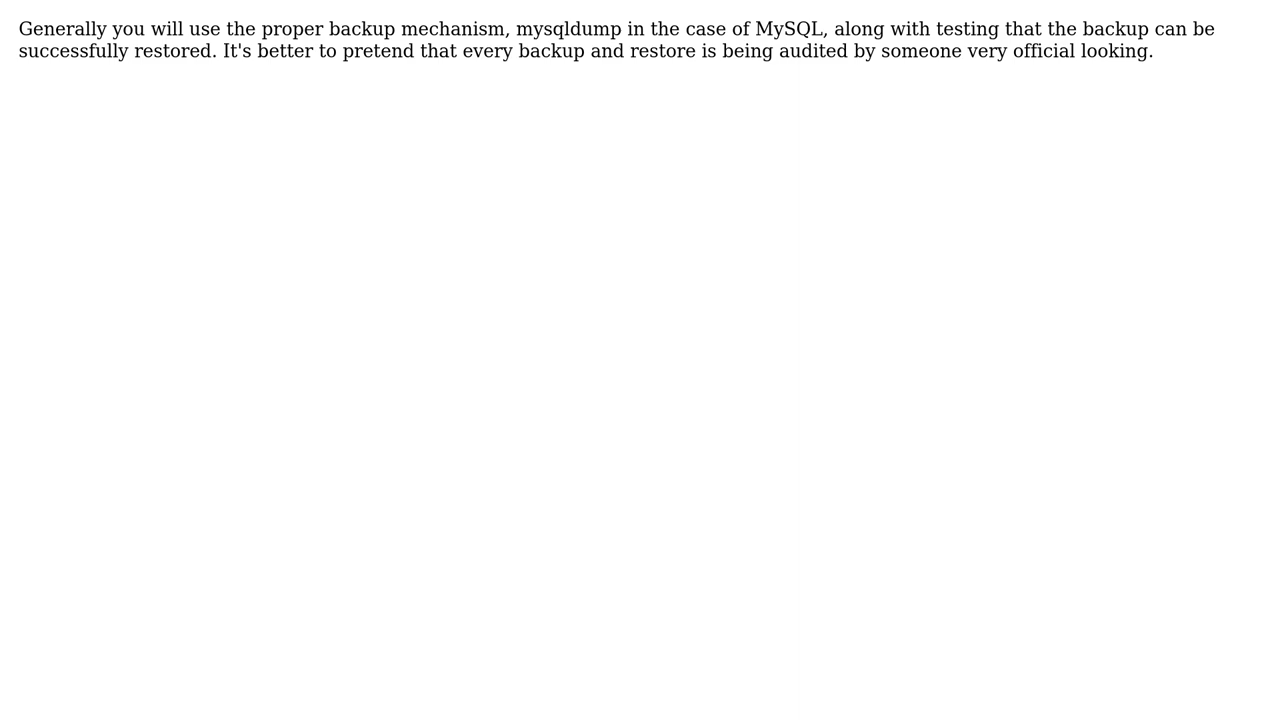 Generally you will use the proper backup mechanism, mysqldump in the case of MySQL, along with testing that the backup can be
successfully restored. It's better to pretend that every backup and restore is being audited by someone very official looking.